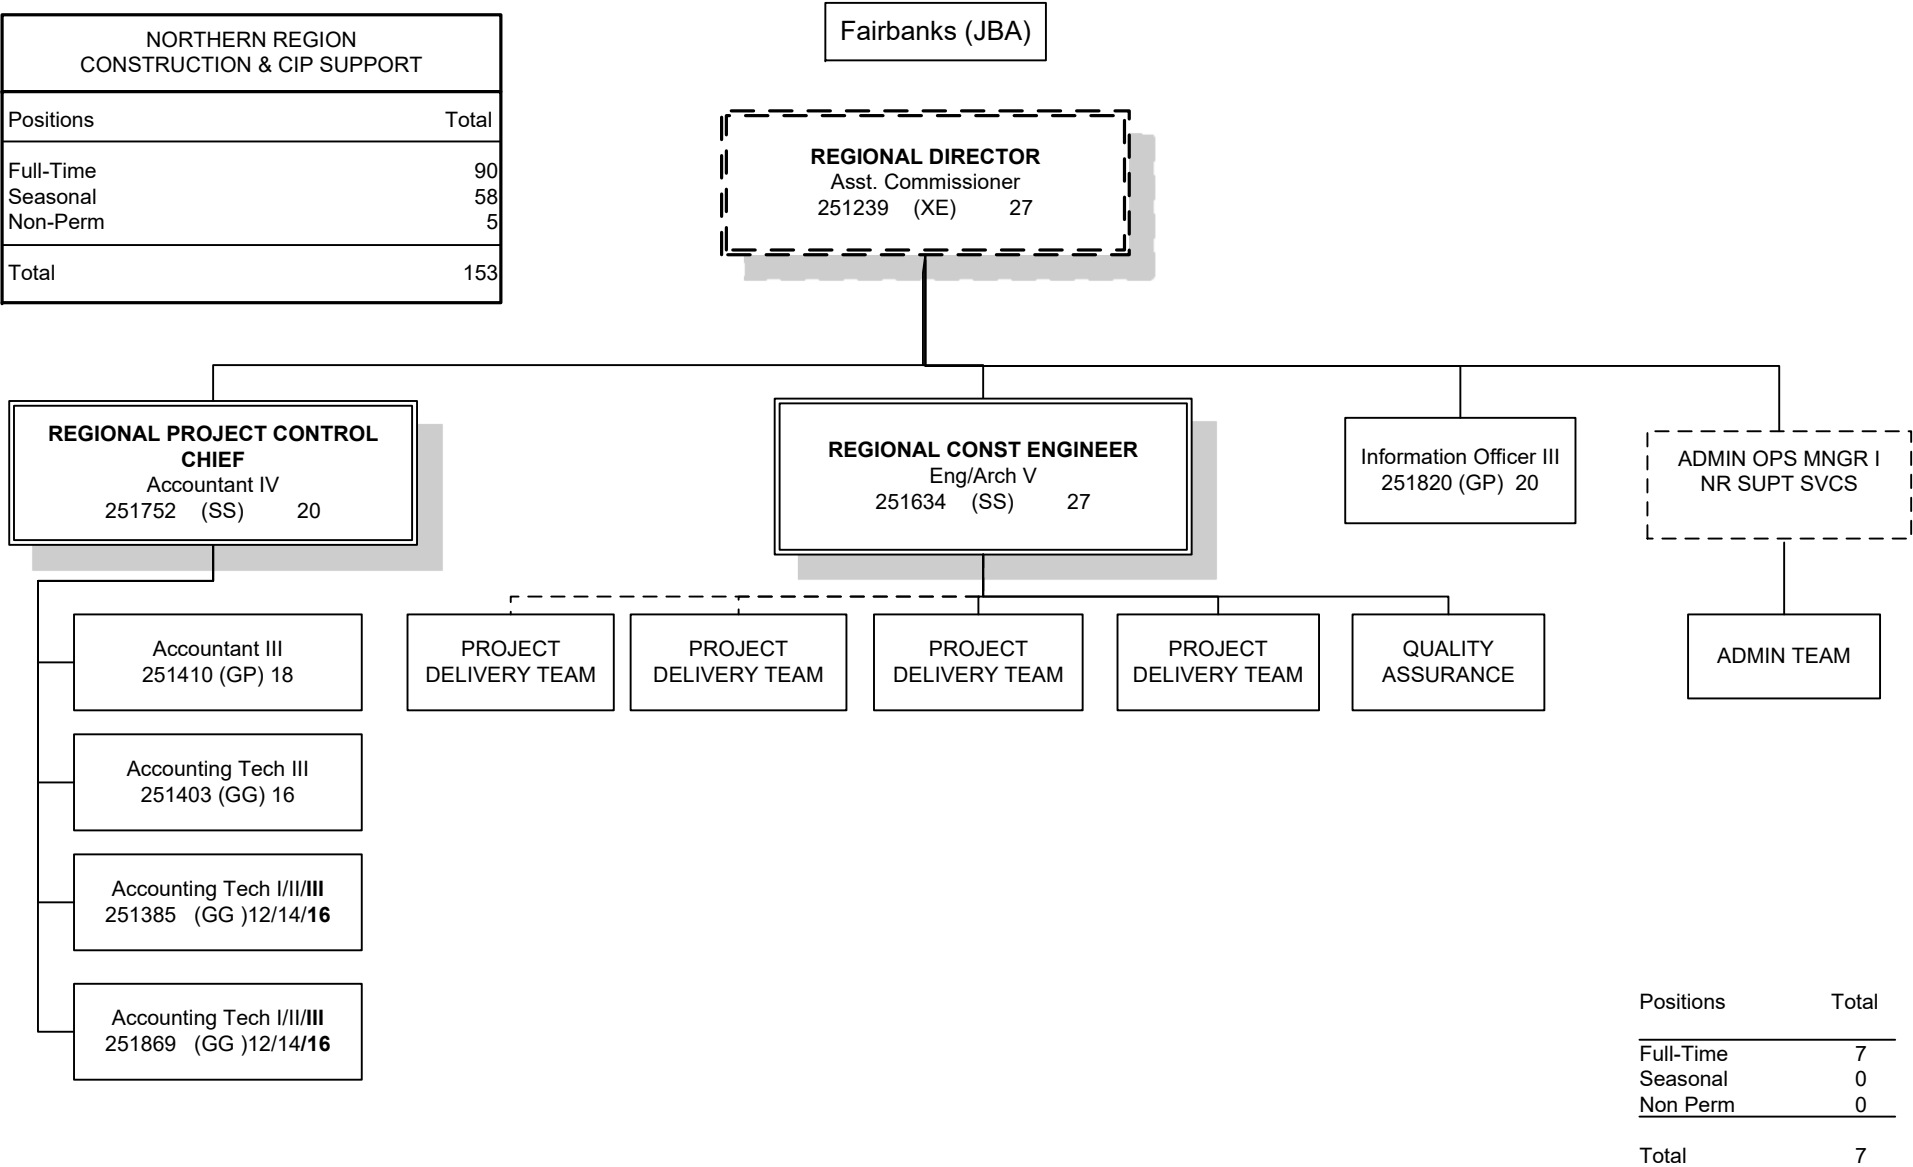 NORTHERN REGION
CONSTRUCTION & CIP SUPPORT
Positions Total
Full-Time 90
Seasonal 58
Non-Perm 5
Total 153
Fairbanks (JBA)
REGIONAL DIRECTOR
Asst. Commissioner
251239 (XE) 27
REGIONAL PROJECT CONTROL
CHIEF
Accountant IV
251752 (SS) 20
REGIONAL CONST ENGINEER
Eng/Arch V
251634 (SS) 27
Information Officer III
251820 (GP) 20
ADMIN OPS MNGR I
NR SUPT SVCS
Accountant III
251410 (GP) 18
Accounting Tech III
251403 (GG) 16
Accounting Tech I/II/III
251385 (GG )12/14/16
Accounting Tech I/II/III
251869 (GG )12/14/16
PROJECT
DELIVERY TEAM
PROJECT
DELIVERY TEAM
PROJECT
DELIVERY TEAM
PROJECT
DELIVERY TEAM
QUALITY
ASSURANCE
ADMIN TEAM
Positions Total
Full-Time 7
Seasonal 0
Non Perm 0
Total 7